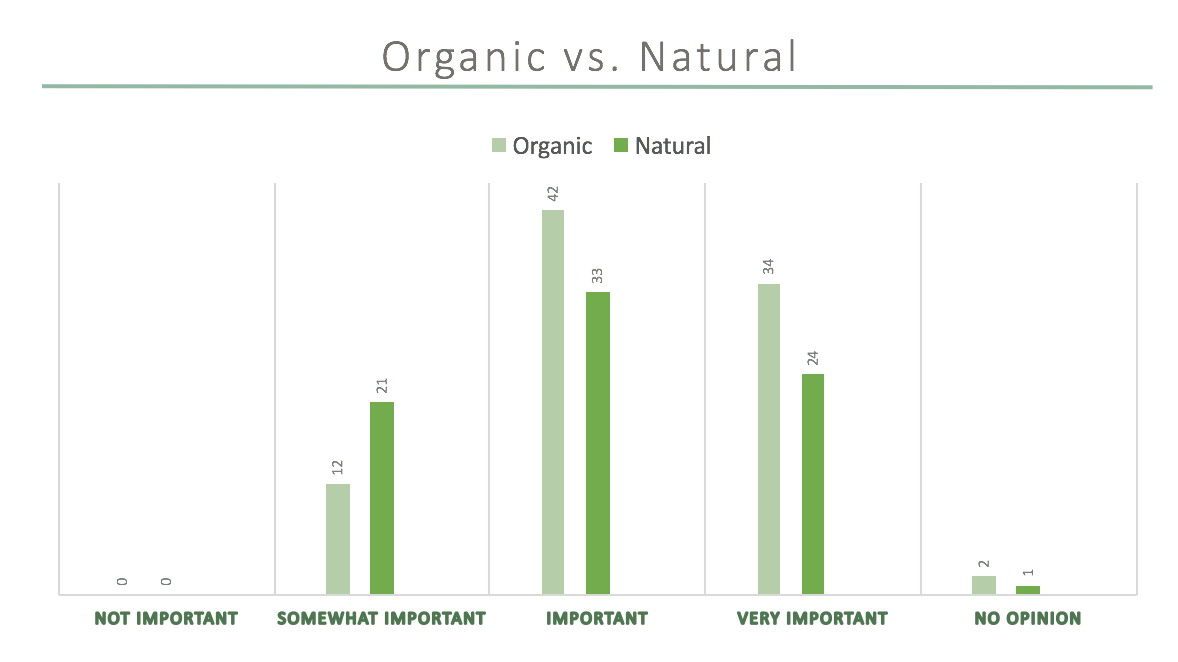 Organic vs. Natural
Organic Natural
0 0 12 21 42 33 34 24 2 1
NOT IMPORTANT SOMEWHAT IMPORTANT IMPORTANT VERY IMPORTANT NO OPINION